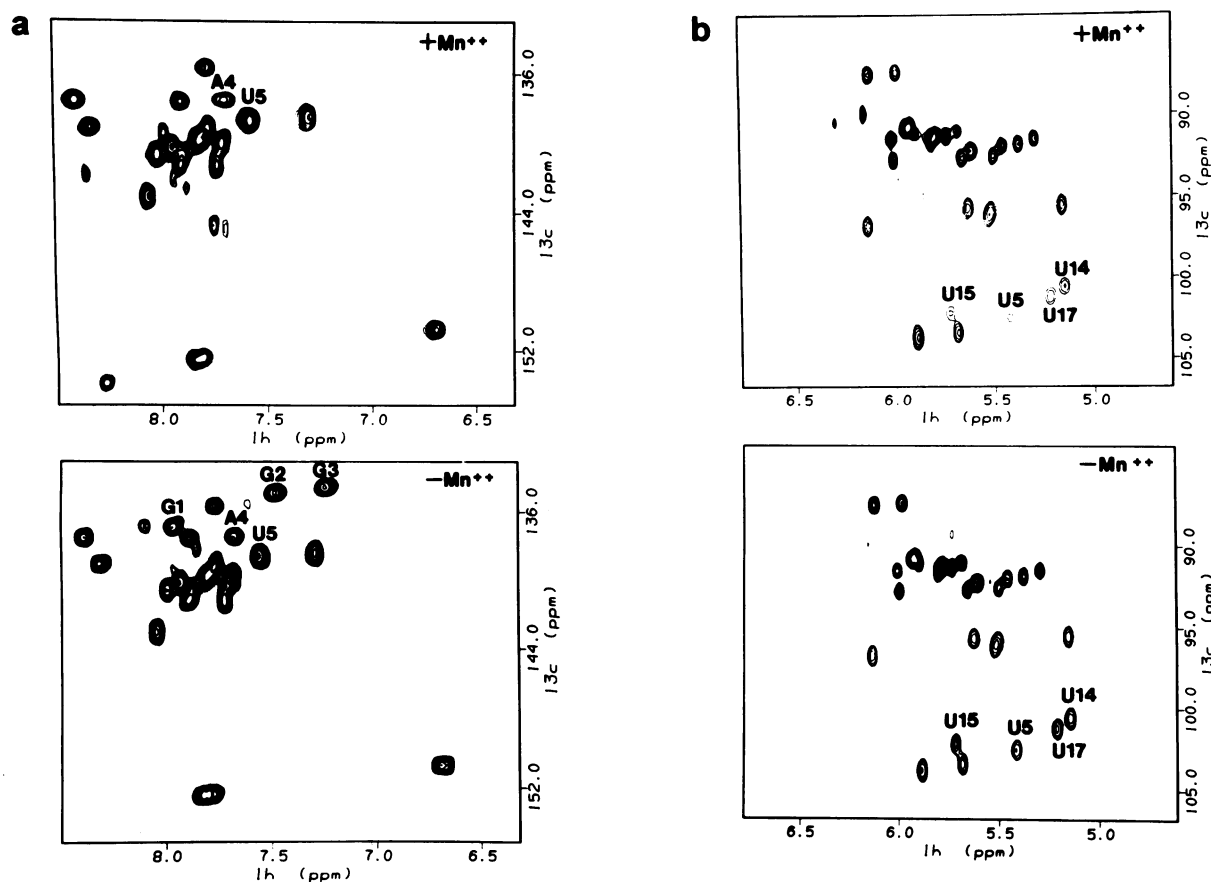 a
+Mn++
A4
U5
136.0
144.0
152.0
13c (ppm)
8.0 7.5 7.0 6.5
1h (ppm)
b
+Mn++
U14
U15
U5
U17
90.0
95.0
100.0
105.0
13c (ppm)
6.5 6.0 5.5 5.0
1h (ppm)
-Mn++
G1
G2
G3
A4
U5
136.0
144.0
152.0
13c (ppm)
8.0 7.5 7.0 6.5
1h (ppm)
-Mn++
U14
U15
U5
U17
90.0
95.0
100.0
105.0
13c (ppm)
6.5 6.0 5.5 5.0
1h (ppm)